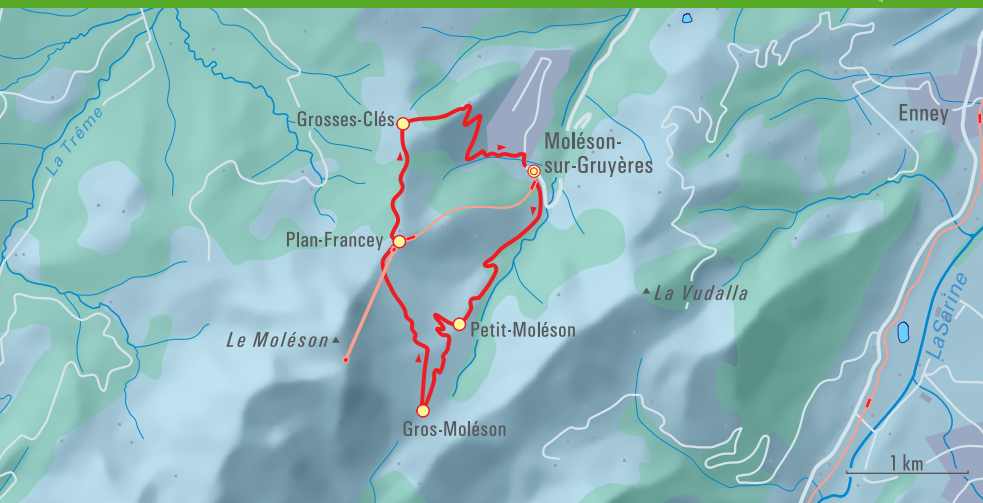 Enney
Grosses-Clés
La Trême
Moléson-
sur-Gruyères
Plan-Francey
La Vudalla
La Sarine
Petit-Moléson
Le Moléson
Gros-Moléson
1 km